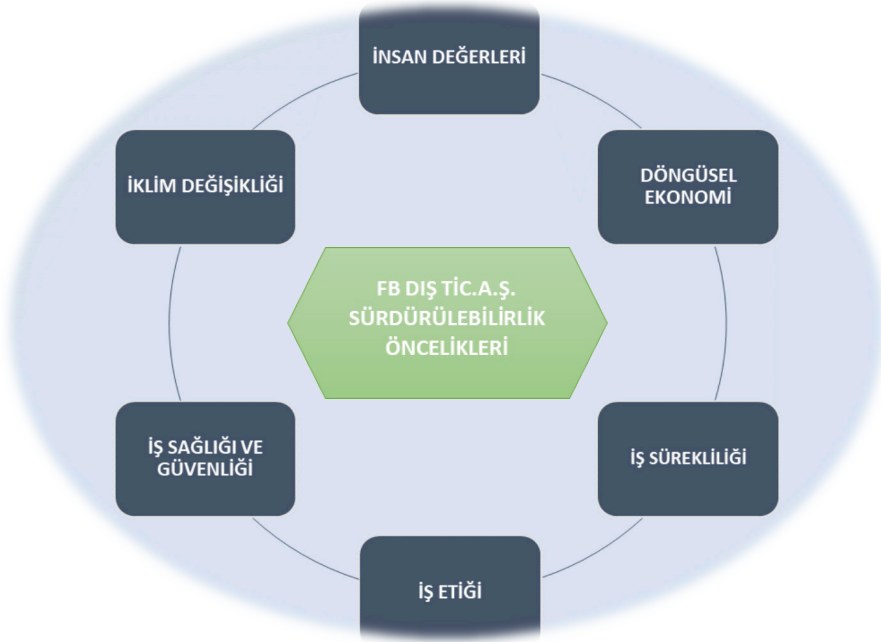 İNSAN DEĞERLERİ
İKLİM DEĞİŞİKLİĞİ
DÖNGÜSEL
EKONOMİ
FB DIŞ TİC.A.Ş.
SÜRDÜRÜLEBİLİRLİK
ÖNCELİKLERİ
İŞ SAĞLIĞI VE
GÜVENLİĞİ
İŞ SÜREKLİLİĞİ
İŞ ETİĞİ